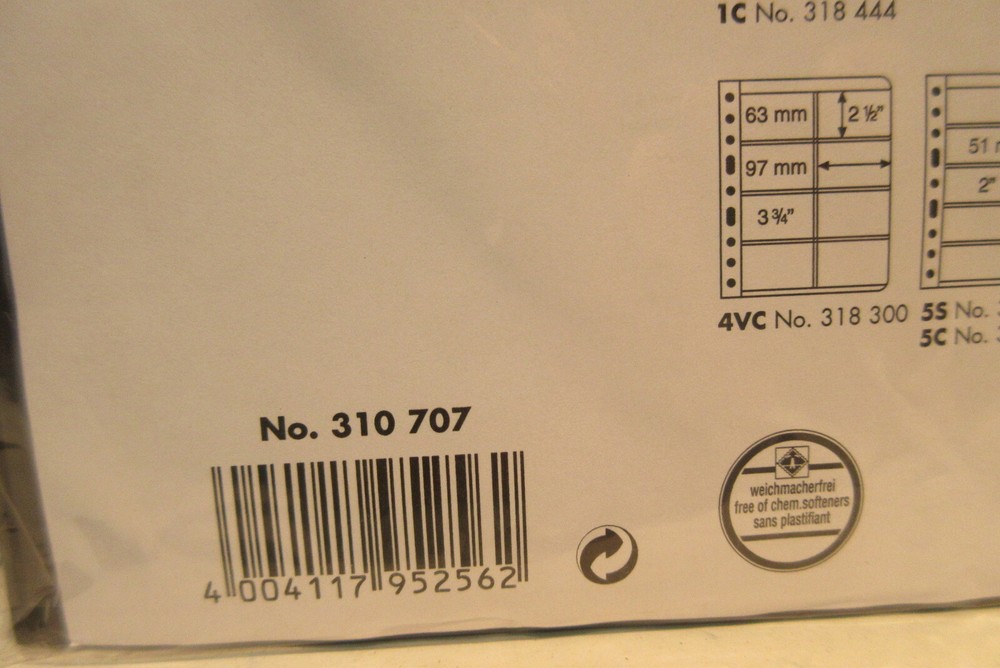 1C No. 318 444
63 mm
2 ½"
97 mm
3 ¾"
51
2"
4VC No. 318 300
5S No.
5C No.
No. 310 707
4 004117 952562
weichmacherfrei
free of chem.softeners
sans plastifiant